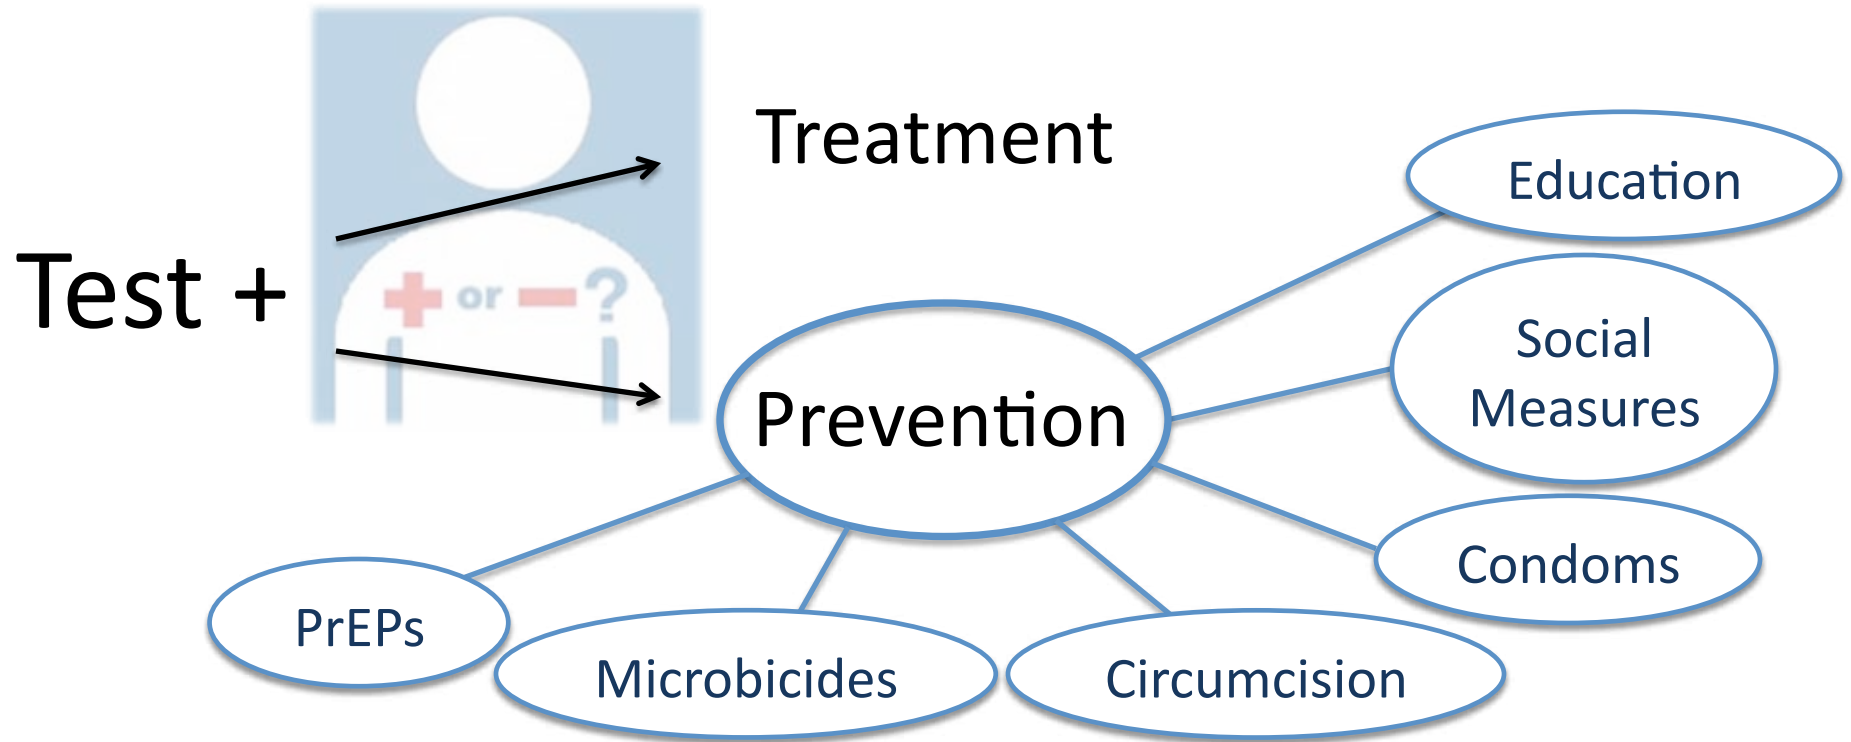 Test +
+ or – ?
Treatment
Prevention
Education
Social
Measures
Condoms
Circumcision
Microbicides
PrEPs